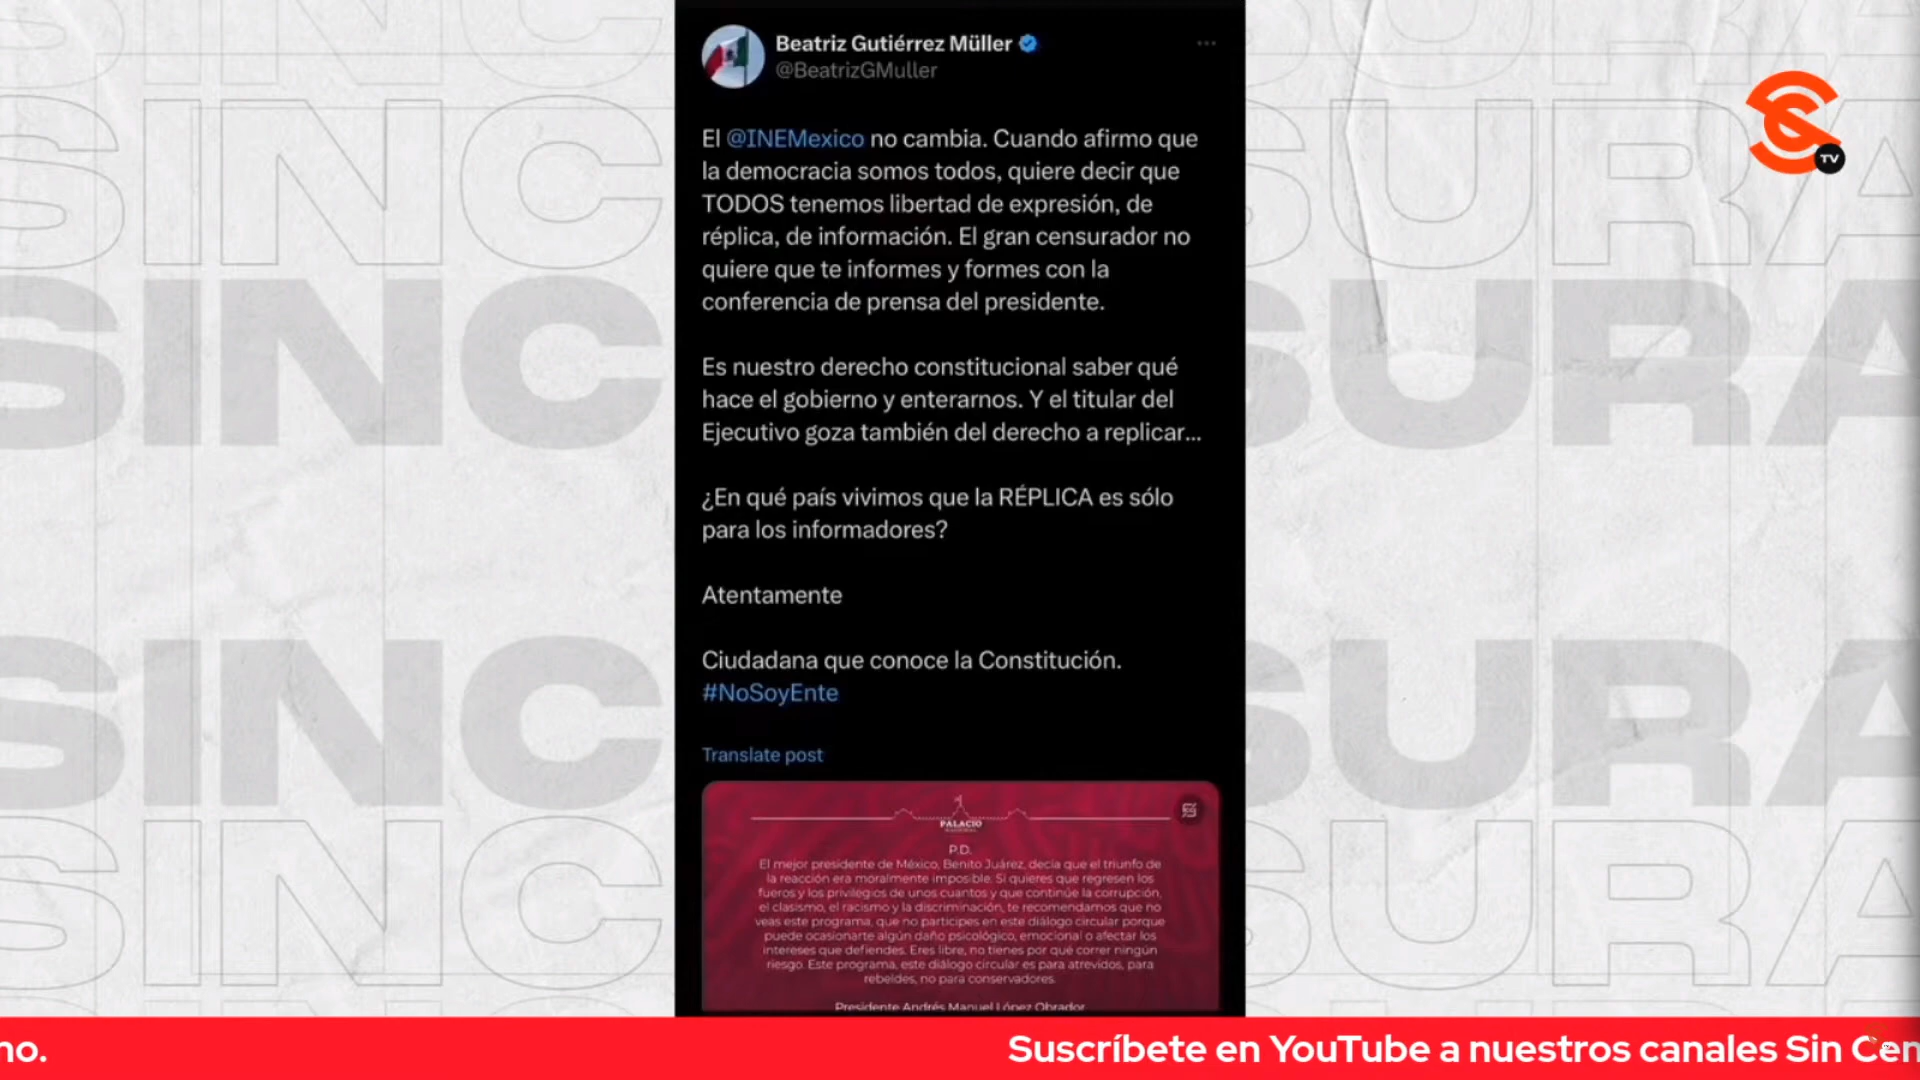 Beatriz Gutiérrez Müller
@BeatrizGMuller
El @INEMexico no cambia. Cuando afirmo que
la democracia somos todos, quiere decir que
TODOS tenemos libertad de expresión, de
réplica, de información. El gran censurador no
quiere que te informes y formes con la
conferencia de prensa del presidente.
Es nuestro derecho constitucional saber qué
hace el gobierno y enterarnos. Y el titular del
Ejecutivo goza también del derecho a replicar...
¿En qué país vivimos que la RÉPLICA es sólo
para los informadores?
Atentamente
Ciudadana que conoce la Constitución.
#NoSoyEnte
Translate post
PALACIO
P.D.
El mejor presidente de México, Benito Juárez, decía que el triunfo de
la reacción era moralmente imposible. Si quieres que regresen los
fueros y los privilegios de unos cuantos y que continúe la corrupción,
el clasismo, el racismo y la discriminación, te recomendamos que no
veas este programa, que no participes en este diálogo circular porque
puede ocasionarte algún daño psicológico, emocional o afectar los
intereses que defiendes. Eres libre, no tienes por qué correr ningún
riesgo. Este programa, este diálogo circular es para atrevidos, para
rebeldes, no para conservadores.
Presidente Andrés Manuel López Obrador
TV
SINC SURA
SINC SURA
SINC SURA
SINC SURA
no.
Suscríbete en YouTube a nuestros canales Sin Cen